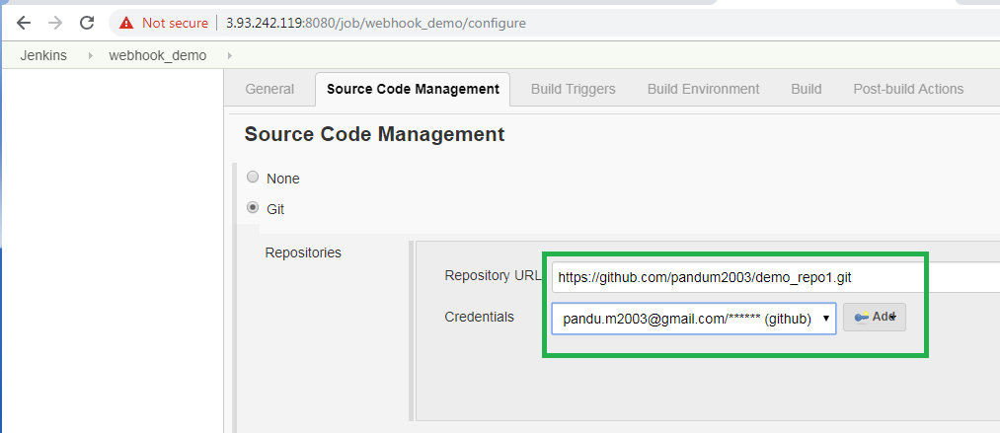 Not secure | 3.93.242.119:8080/job/webhook_demo/configure
Jenkins webhook_demo
General Source Code Management Build Triggers Build Environment Build Post-build Actions
Source Code Management
None
Git
Repositories
Repository URL https://github.com/pandum2003/demo_repo1.git
Credentials pandu.m2003@gmail.com/****** (github) Add